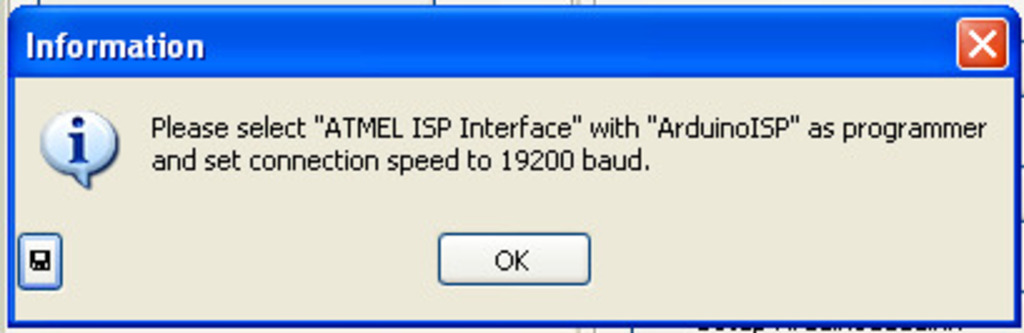 Information
Please select "ATMEL ISP Interface" with "ArduinoISP" as programmer
and set connection speed to 19200 baud.
OK